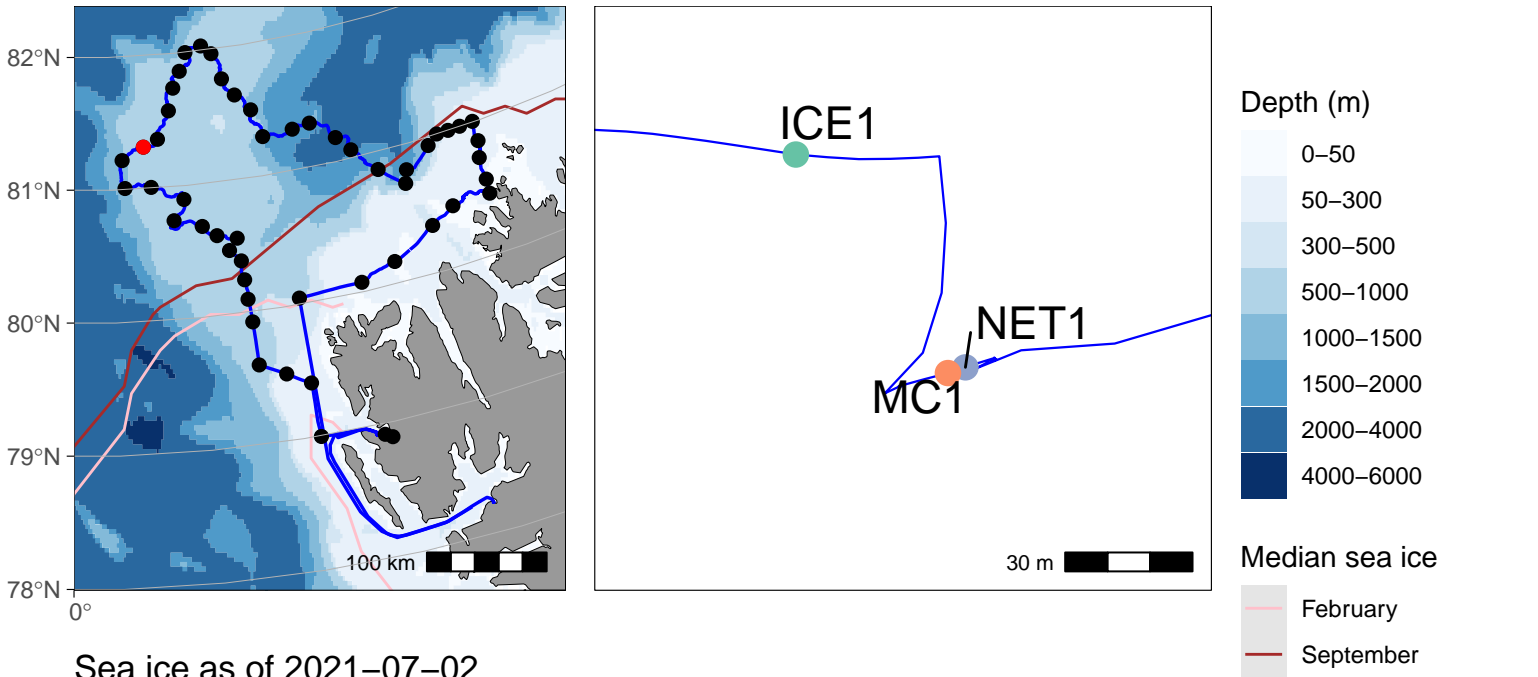 82°N
81°N
80°N
79°N
78°N
0°
100 km
ICE1
NET1
MC1
30 m
Depth (m)
0–50
50–300
300–500
500–1000
1000–1500
1500–2000
2000–4000
4000–6000
Median sea ice
February
September
Sea ice as of 2021–07–02